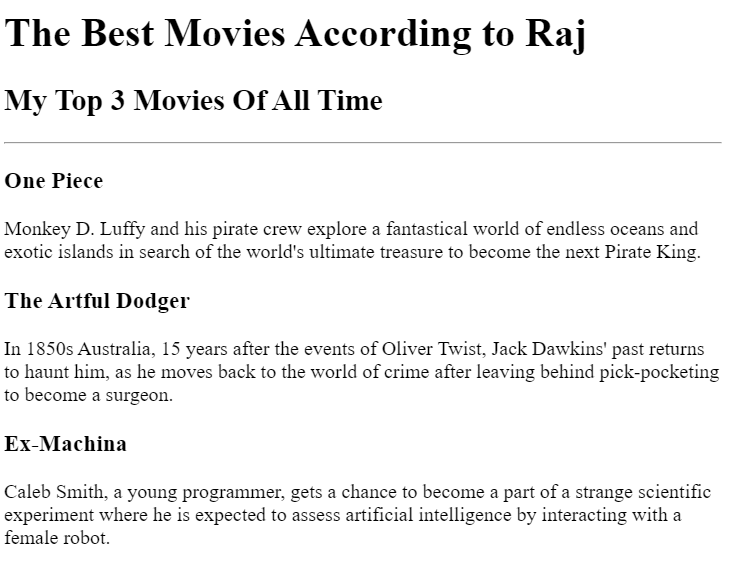 The Best Movies According to Raj
My Top 3 Movies Of All Time
One Piece
Monkey D. Luffy and his pirate crew explore a fantastical world of endless oceans and
exotic islands in search of the world's ultimate treasure to become the next Pirate King.
The Artful Dodger
In 1850s Australia, 15 years after the events of Oliver Twist, Jack Dawkins' past returns
to haunt him, as he moves back to the world of crime after leaving behind pick-pocketing
to become a surgeon.
Ex-Machina
Caleb Smith, a young programmer, gets a chance to become a part of a strange scientific
experiment where he is expected to assess artificial intelligence by interacting with a
female robot.